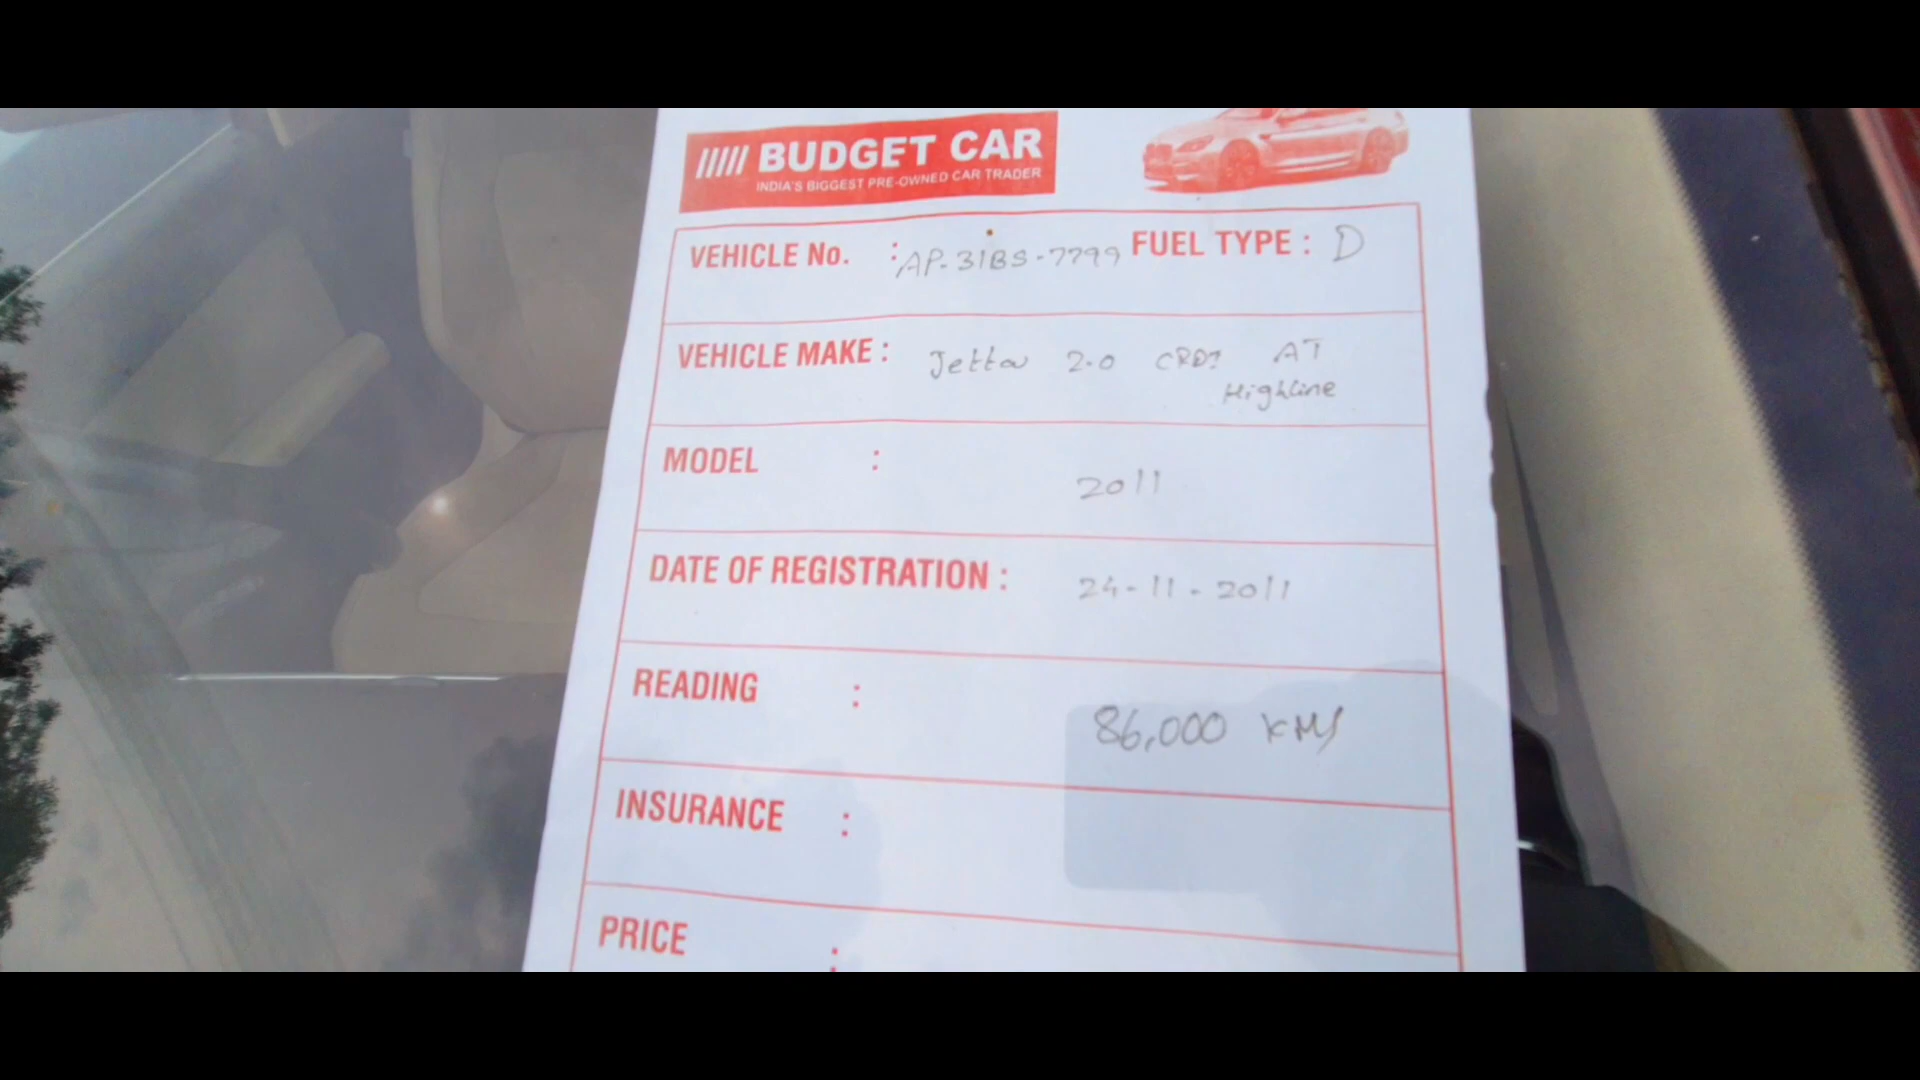 BUDGET CAR
INDIA'S BIGGEST PRE-OWNED CAR TRADER
VEHICLE No. : AP-31BS-7799 FUEL TYPE : D
VEHICLE MAKE : Jetta 2.0 CRDI AT
Highline
MODEL : 2011
DATE OF REGISTRATION : 24-11-2011
READING : 86,000 KMS
INSURANCE :
PRICE :